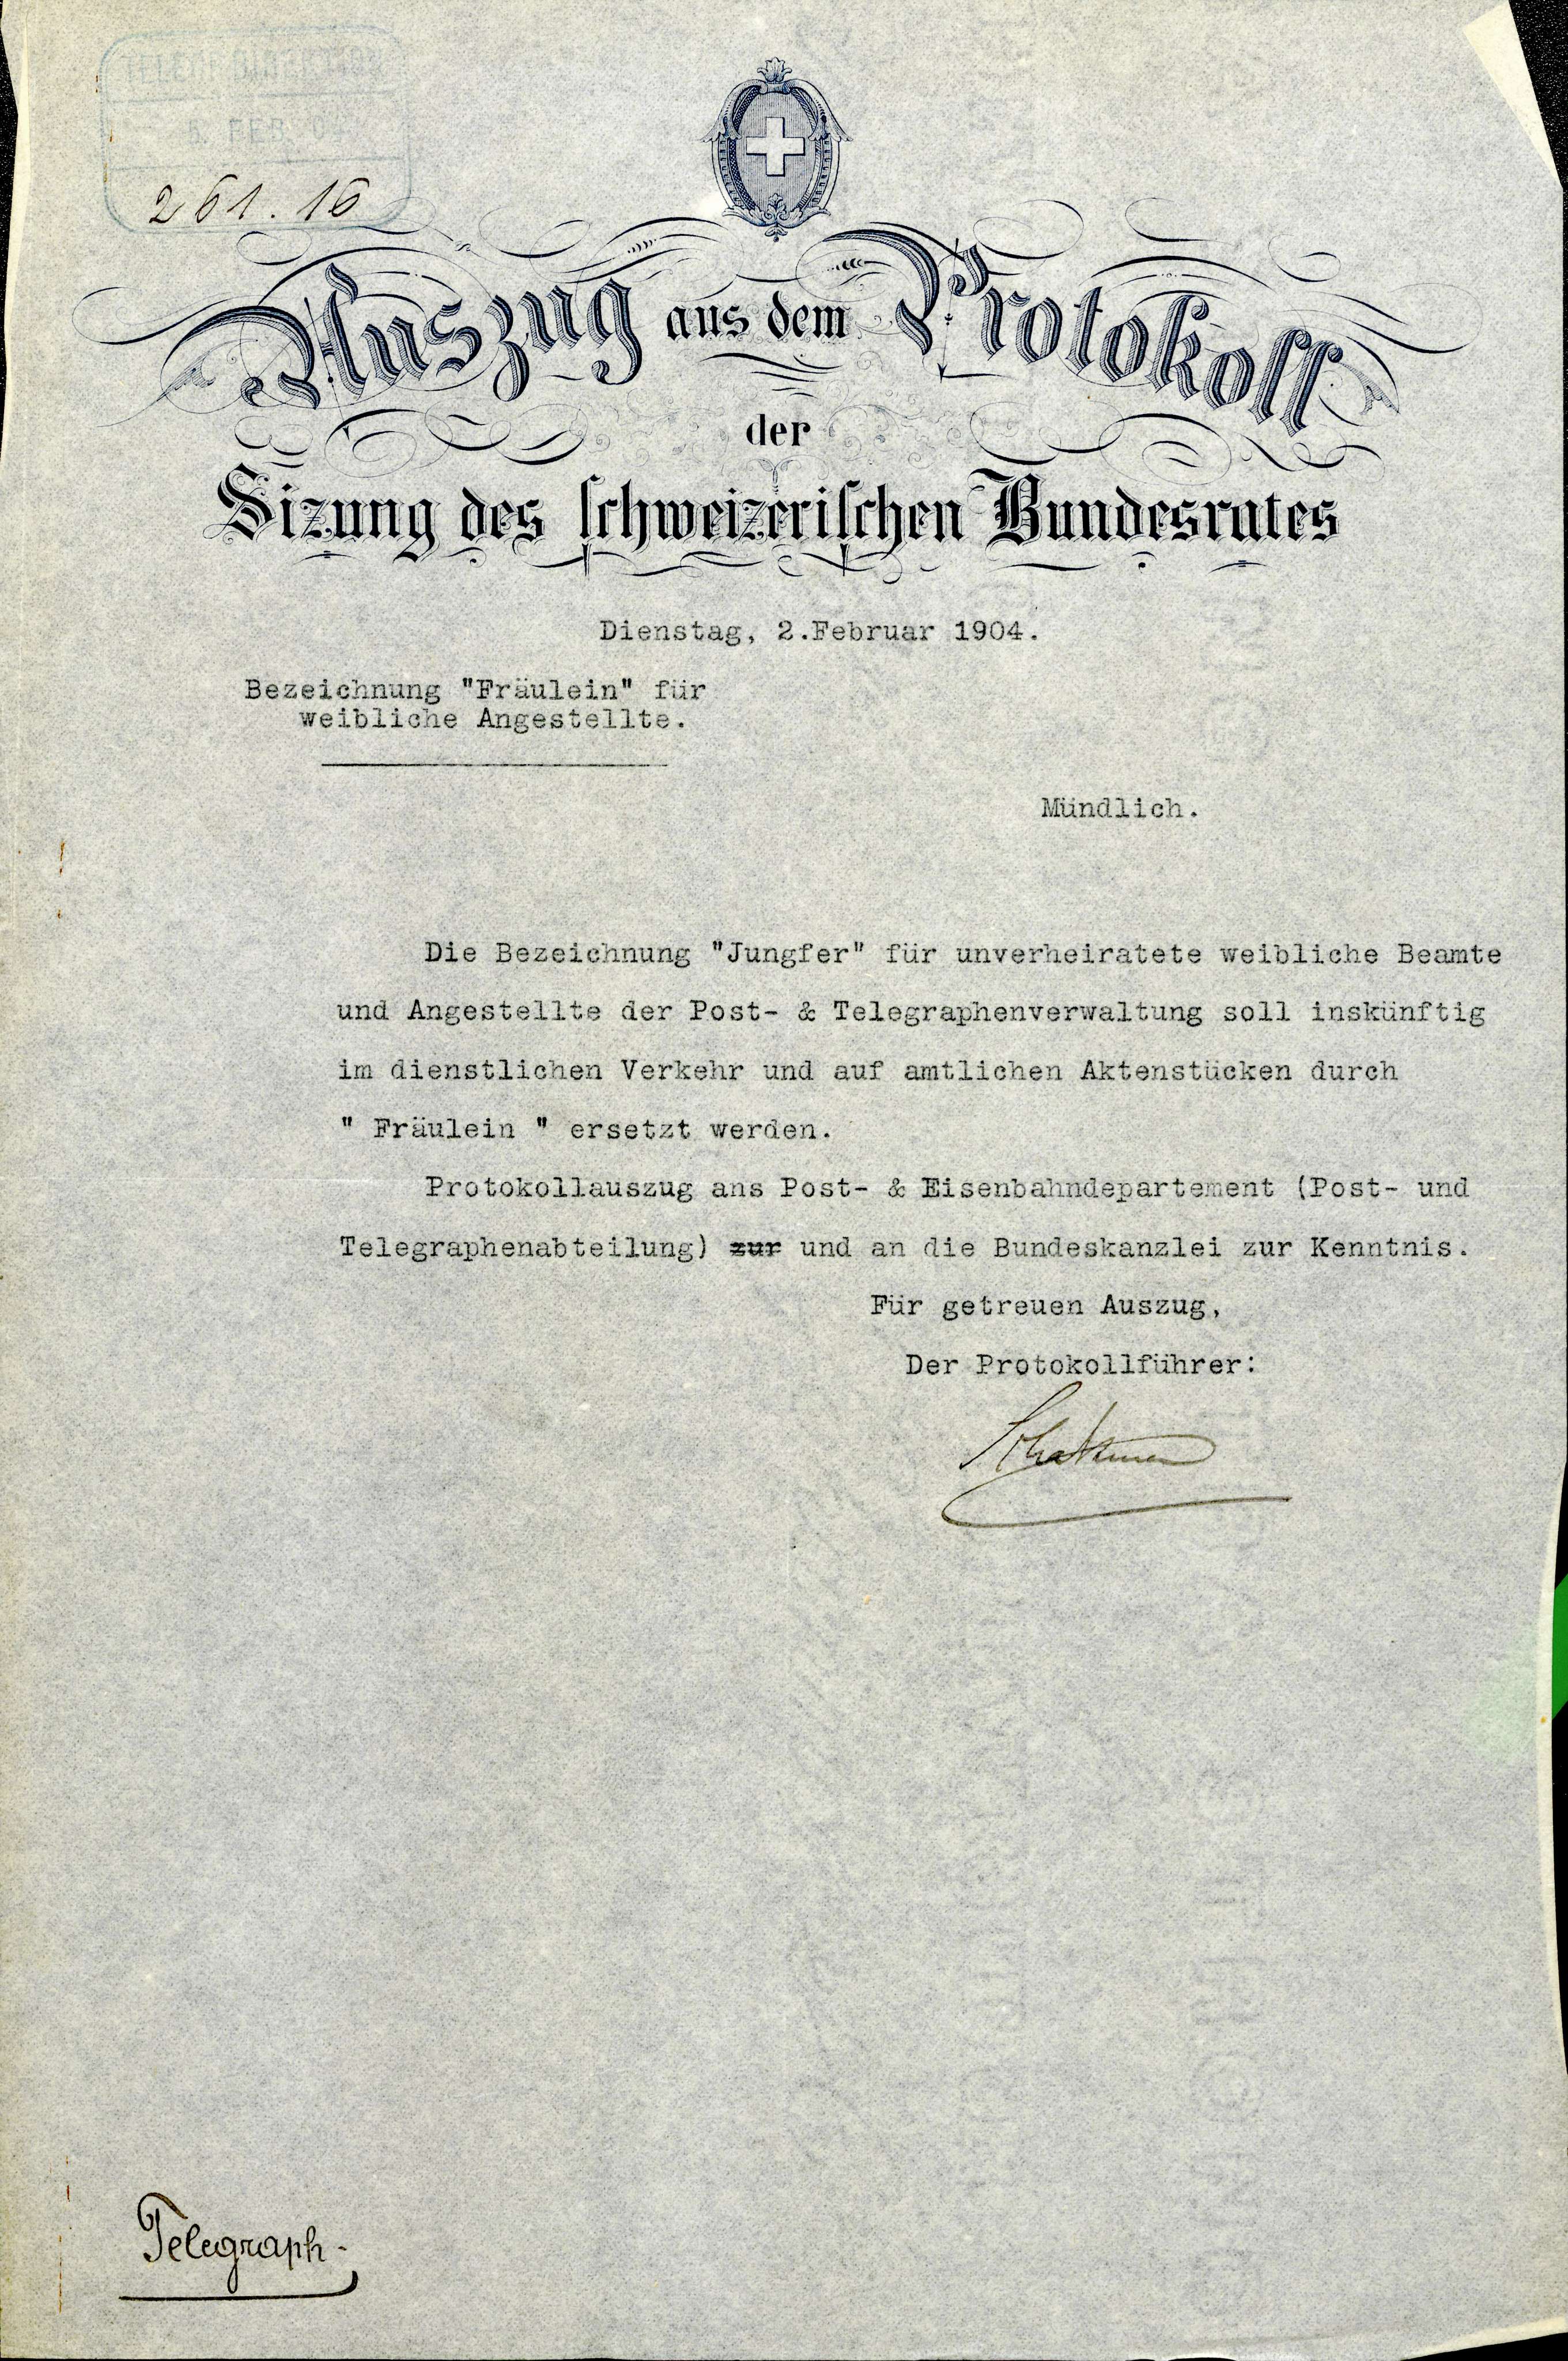 5. FEB. 04
261.16
Auszug aus dem Protokoll
der
Sizung des schweizerischen Bundesrates
Dienstag, 2.Februar 1904.
Bezeichnung "Fräulein" für
weibliche Angestellte.
Mündlich.
Die Bezeichnung "Jungfer" für unverheiratete weibliche Beamte
und Angestellte der Post- & Telegraphenverwaltung soll inskünftig
im dienstlichen Verkehr und auf amtlichen Aktenstücken durch
" Fräulein " ersetzt werden.
Protokollauszug ans Post- & Eisenbahndepartement (Post- und
Telegraphenabteilung) zur und an die Bundeskanzlei zur Kenntnis.
Für getreuen Auszug,
Der Protokollführer:
Telegraph-